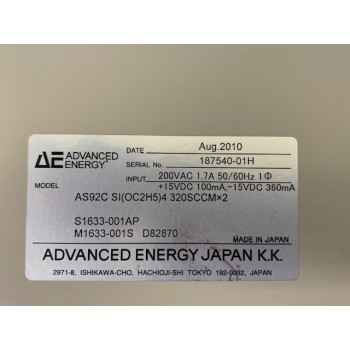 AE ADVANCED ENERGY
DATE Aug.2010
SERIAL No. 187540-01H
INPUT 200VAC 1.7A 50/60Hz 1Φ
+15VDC 100mA,-15VDC 360mA
MODEL
AS92C SI(OC2H5)4 320SCCM×2
S1633-001AP
M1633-001S D82870
MADE IN JAPAN
ADVANCED ENERGY JAPAN K.K.
2971-8, ISHIKAWA-CHO, HACHIOJI-SHI TOKYO 192-0032, JAPAN